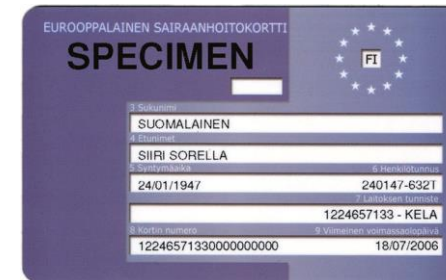 EUROOPPALAINEN SAIRAANHOITOKORTTI
SPECIMEN
FI
3 Sukunimi
SUOMALAINEN
4 Etunimet
SIIRI SORELLA
5 Syntymäaika 6 Henkilötunnus
24/01/1947 240147-632T
7 Laitoksen tunniste
1224657133 - KELA
8 Kortin numero 9 Viimeinen voimassaolopäivä
12246571330000000000 18/07/2006